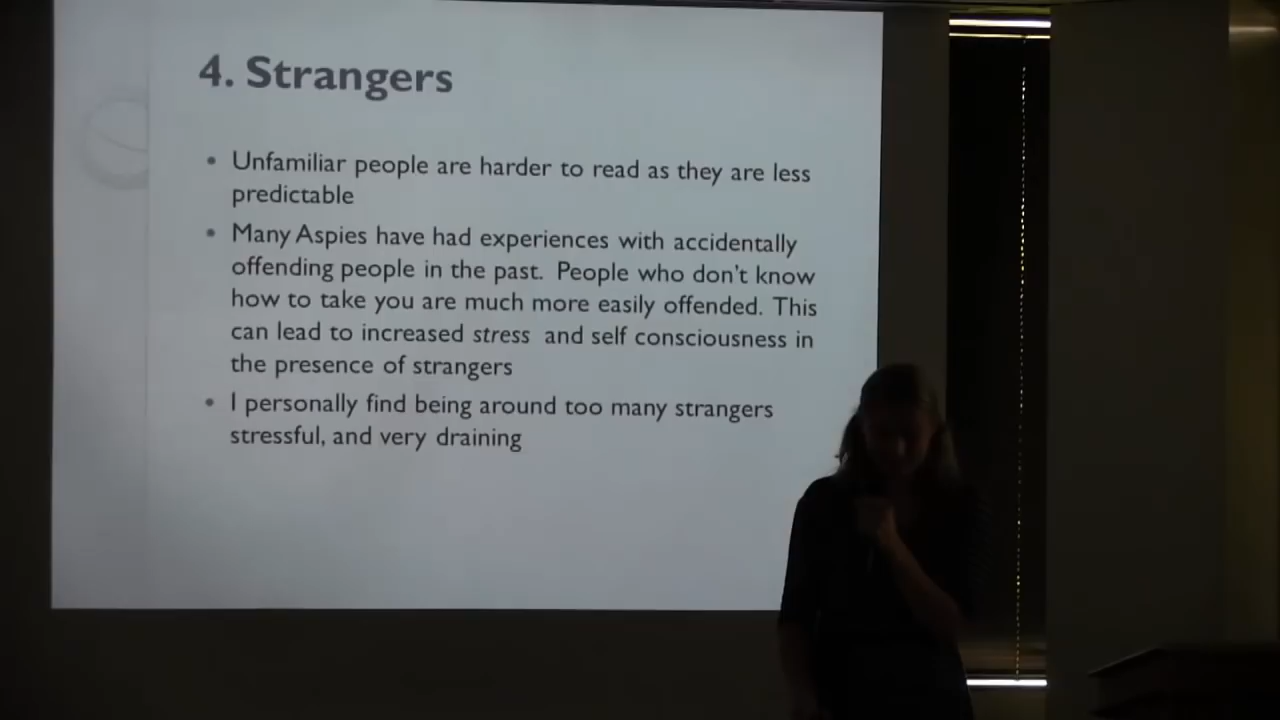 4. Strangers
• Unfamiliar people are harder to read as they are less
predictable
• Many Aspies have had experiences with accidentally
offending people in the past.  People who don't know
how to take you are much more easily offended. This
can lead to increased stress  and self consciousness in
the presence of strangers
• I personally find being around too many strangers
stressful, and very draining